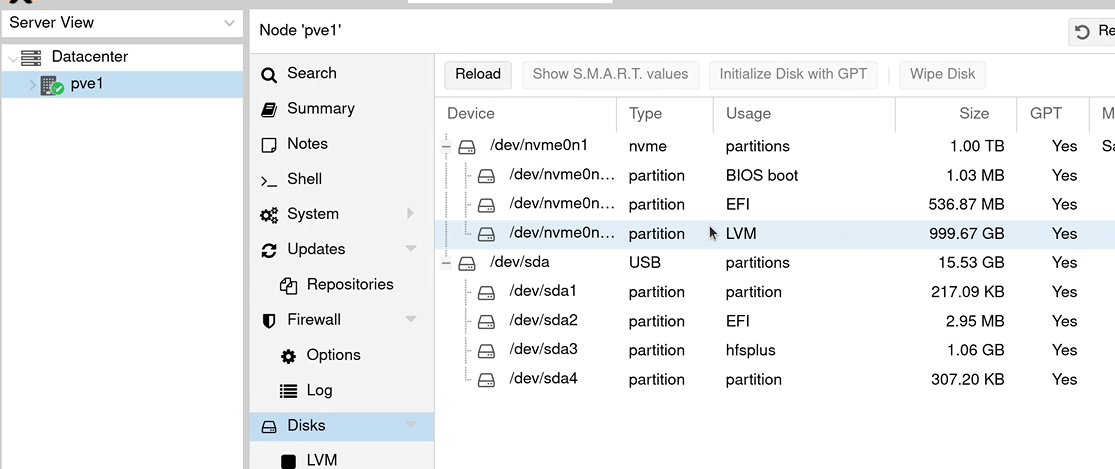 Server View
Datacenter
pve1
Node 'pve1'
Re
Search
Summary
Notes
Shell
System
Updates
Repositories
Firewall
Options
Log
Disks
LVM
Reload Show S.M.A.R.T. values Initialize Disk with GPT Wipe Disk
Device Type Usage Size GPT M
/dev/nvme0n1 nvme partitions 1.00 TB Yes Sa
/dev/nvme0n... partition BIOS boot 1.03 MB Yes
/dev/nvme0n... partition EFI 536.87 MB Yes
/dev/nvme0n... partition LVM 999.67 GB Yes
/dev/sda USB partitions 15.53 GB Yes
/dev/sda1 partition partition 217.09 KB Yes
/dev/sda2 partition EFI 2.95 MB Yes
/dev/sda3 partition hfsplus 1.06 GB Yes
/dev/sda4 partition partition 307.20 KB Yes